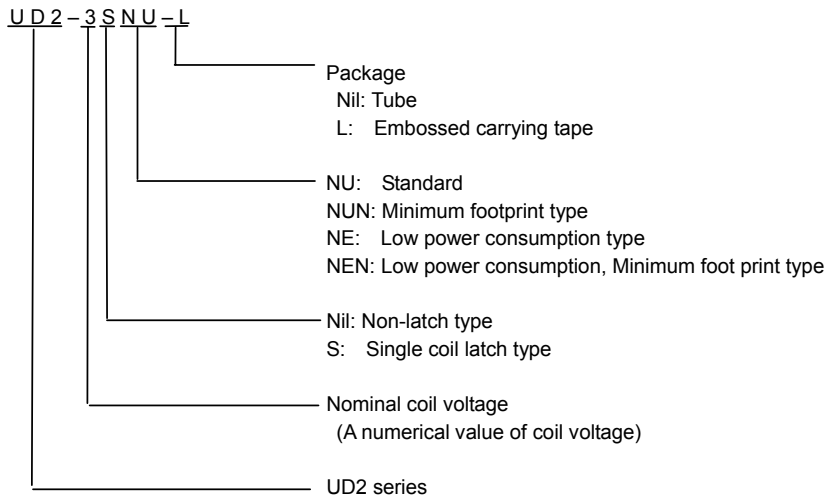 UD2–3SNU–L
Package
Nil: Tube
L: Embossed carrying tape
NU: Standard
NUN: Minimum footprint type
NE: Low power consumption type
NEN: Low power consumption, Minimum foot print type
Nil: Non-latch type
S: Single coil latch type
Nominal coil voltage
(A numerical value of coil voltage)
UD2 series